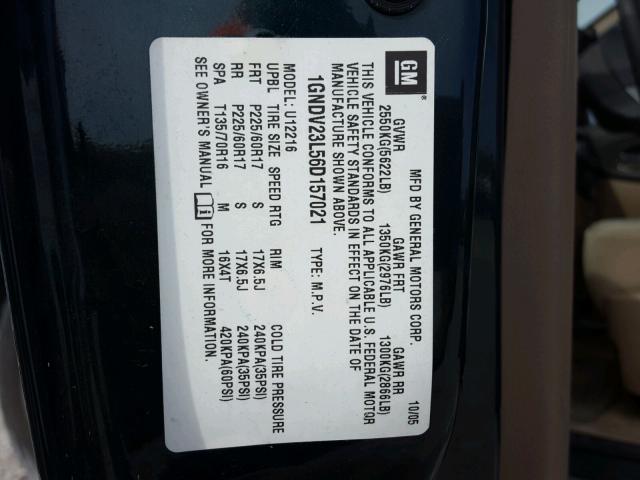 GM
®
MFD BY GENERAL MOTORS CORP. 10/05
GVWR GAWR FRT GAWR RR
2550KG(5622LB) 1350KG(2976LB) 1300KG(2866LB)
THIS VEHICLE CONFORMS TO ALL APPLICABLE U.S. FEDERAL MOTOR
VEHICLE SAFETY STANDARDS IN EFFECT ON THE DATE OF
MANUFACTURE SHOWN ABOVE.
1GNDV23L56D157021 TYPE: M.P.V.
MODEL: U12216
UPBL TIRE SIZE SPEED RTG RIM COLD TIRE PRESSURE
FRT P225/60R17 S 17X6.5J 240KPA(35PSI)
RR P225/60R17 S 17X6.5J 240KPA(35PSI)
SPA T135/70R16 M 16X4T 420KPA(60PSI)
SEE OWNER'S MANUAL FOR MORE INFORMATION.